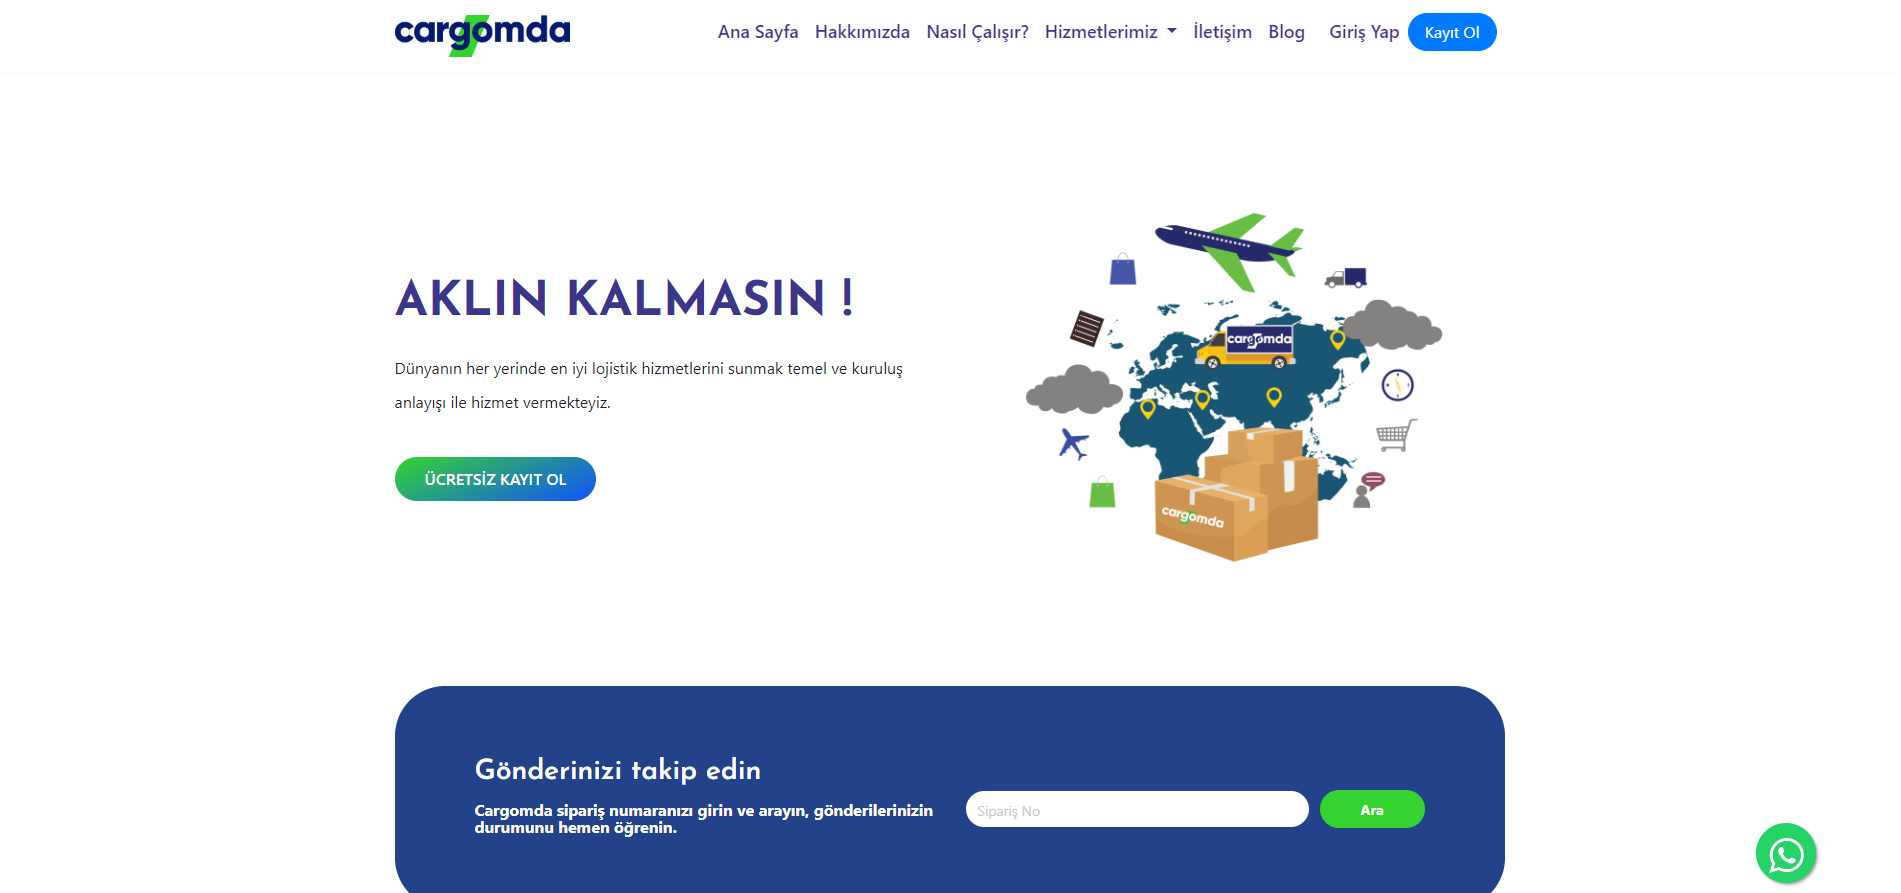 cargomda
Ana Sayfa Hakkımızda Nasıl Çalışır? Hizmetlerimiz İletişim Blog Giriş Yap Kayıt Ol
AKLIN KALMASIN !
Dünyanın her yerinde en iyi lojistik hizmetlerini sunmak temel ve kuruluş
anlayışı ile hizmet vermekteyiz.
ÜCRETSİZ KAYIT OL
cargomda
cargomda
Gönderinizi takip edin
Cargomda sipariş numaranızı girin ve arayın, gönderilerinizin
durumunu hemen öğrenin.
Sipariş No
Ara